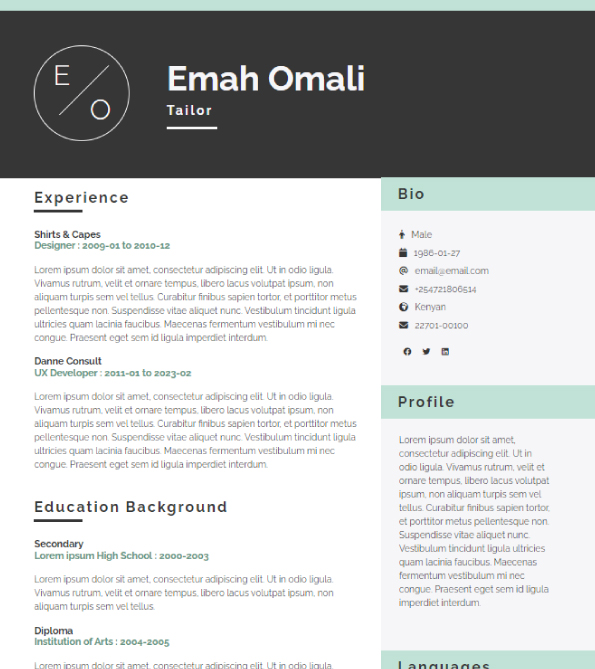 E
O
Emah Omali
Tailor
Experience
Shirts & Capes
Designer : 2009-01 to 2010-12
Lorem ipsum dolor sit amet, consectetur adipiscing elit. Ut in odio ligula.
Vivamus rutrum, velit et ornare tempus, libero lacus volutpat ipsum, non
aliquam turpis sem vel tellus. Curabitur finibus sapien tortor, et porttitor metus
pellentesque non. Suspendisse vitae aliquet nunc. Vestibulum tincidunt ligula
ultricies quam lacinia faucibus. Maecenas fermentum vestibulum mi nec
congue. Praesent eget sem id ligula imperdiet interdum.
Danne Consult
UX Developer : 2011-01 to 2023-02
Lorem ipsum dolor sit amet, consectetur adipiscing elit. Ut in odio ligula.
Vivamus rutrum, velit et ornare tempus, libero lacus volutpat ipsum, non
aliquam turpis sem vel tellus. Curabitur finibus sapien tortor, et porttitor metus
pellentesque non. Suspendisse vitae aliquet nunc. Vestibulum tincidunt ligula
ultricies quam lacinia faucibus. Maecenas fermentum vestibulum mi nec
congue. Praesent eget sem id ligula imperdiet interdum.
Education Background
Secondary
Lorem ipsum High School : 2000-2003
Lorem ipsum dolor sit amet, consectetur adipiscing elit. Ut in odio ligula.
Vivamus rutrum, velit et ornare tempus, libero lacus volutpat ipsum, non
aliquam turpis sem vel tellus.
Diploma
Institution of Arts : 2004-2005
Lorem ipsum dolor sit amet, consectetur adipiscing elit. Ut in odio ligula.
Bio
Male
1986-01-27
email@email.com
+254721806514
Kenyan
22701-00100
Profile
Lorem ipsum dolor sit amet,
consectetur adipiscing elit. Ut in
odio ligula. Vivamus rutrum, velit et
ornare tempus, libero lacus volutpat
ipsum, non aliquam turpis sem vel
tellus. Curabitur finibus sapien tortor,
et porttitor metus pellentesque non.
Suspendisse vitae aliquet nunc.
Vestibulum tincidunt ligula ultricies
quam lacinia faucibus. Maecenas
fermentum vestibulum mi nec
congue. Praesent eget sem id ligula
imperdiet interdum.
Languages